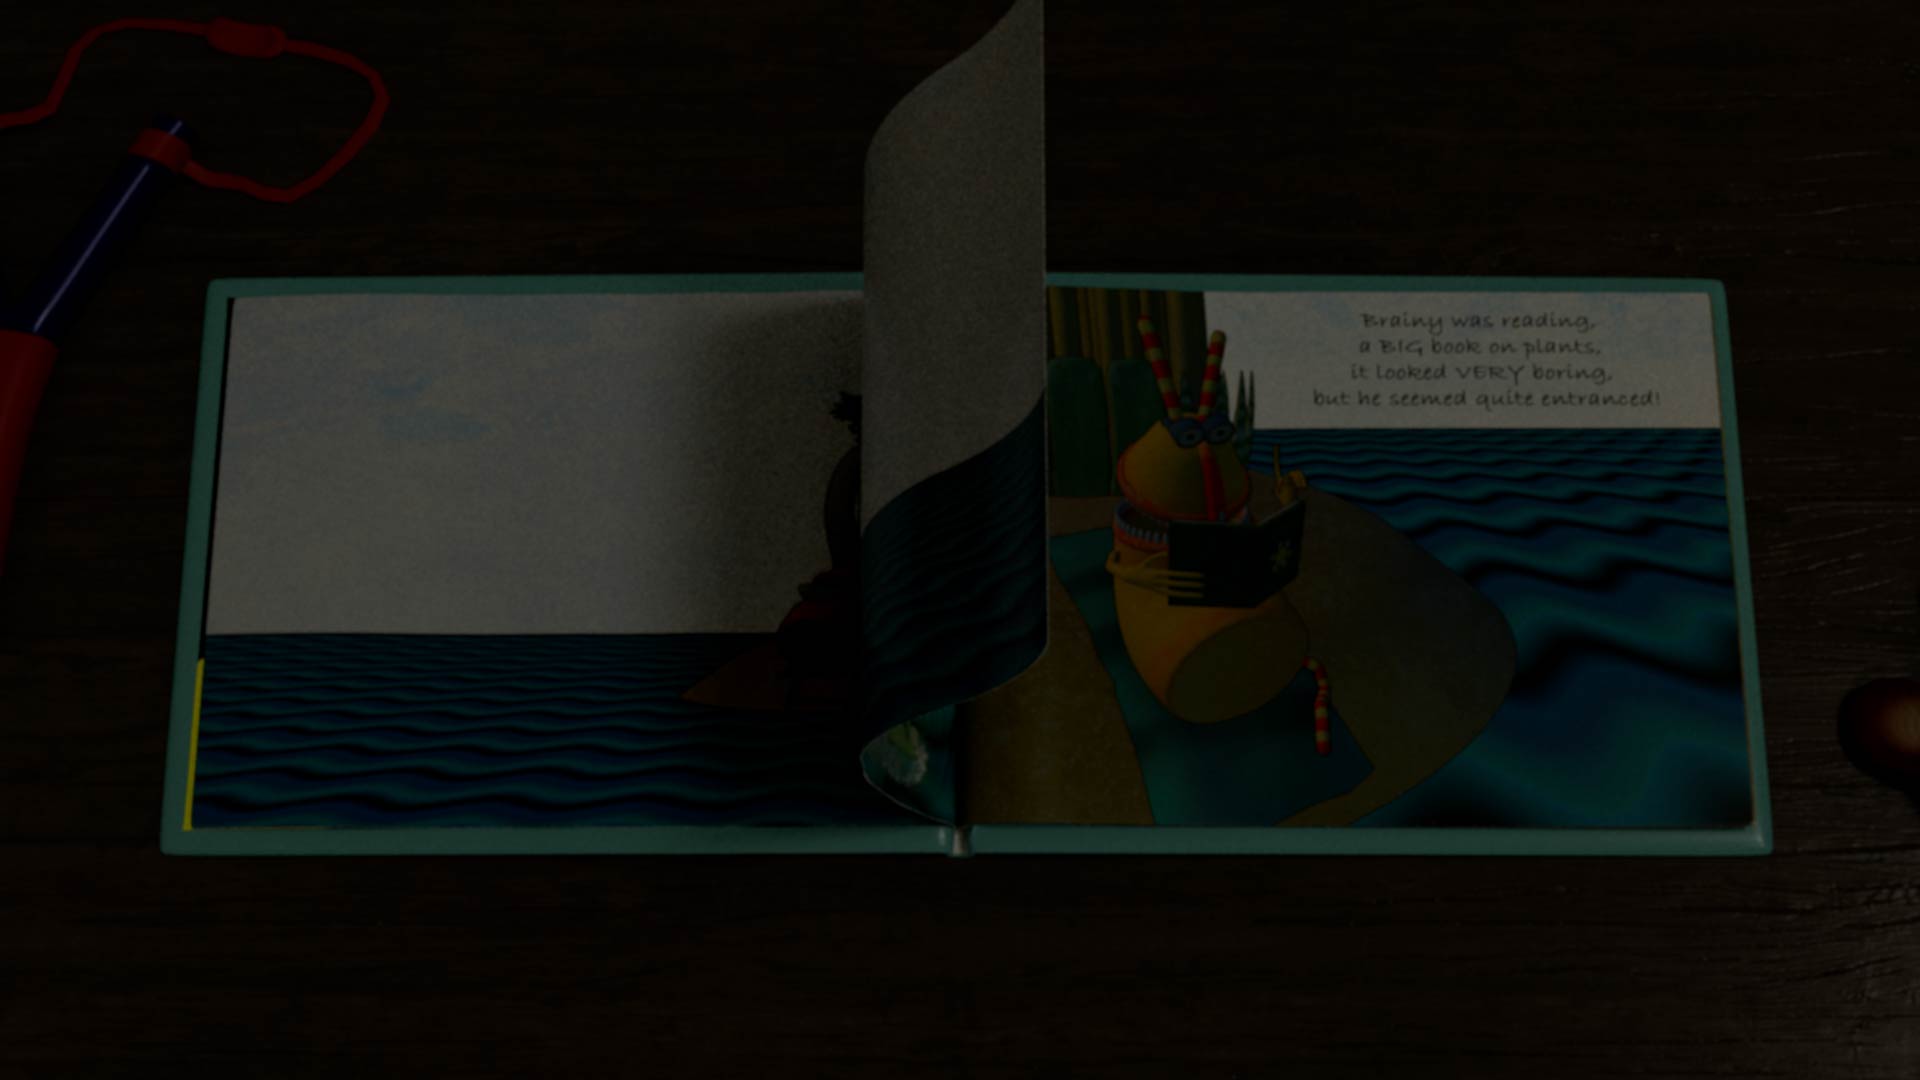 Brainy was reading,
a BIG book on plants,
it looked VERY boring,
but he seemed quite entranced!